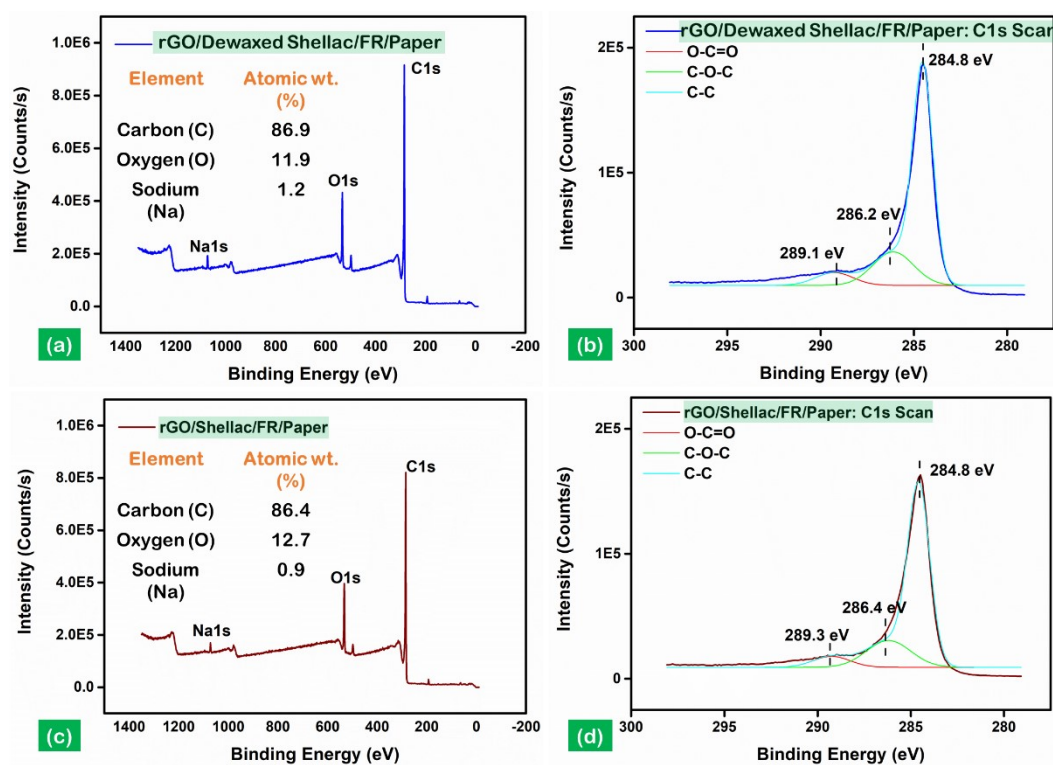 rGO/Dewaxed Shellac/FR/Paper
Element Atomic wt. (%)
Carbon (C) 86.9
Oxygen (O) 11.9
Sodium (Na) 1.2
C1s
O1s
Na1s
1.0E6
8.0E5
6.0E5
4.0E5
2.0E5
0.0
Intensity (Counts/s)
1400 1200 1000 800 600 400 200 0 -200
Binding Energy (eV)
(a)
rGO/Dewaxed Shellac/FR/Paper: C1s Scan
O-C=O
C-O-C
C-C
284.8 eV
286.2 eV
289.1 eV
2E5
1E5
0
Intensity (Counts/s)
300 295 290 285 280
Binding Energy (eV)
(b)
rGO/Shellac/FR/Paper
Element Atomic wt. (%)
Carbon (C) 86.4
Oxygen (O) 12.7
Sodium (Na) 0.9
C1s
O1s
Na1s
1.0E6
8.0E5
6.0E5
4.0E5
2.0E5
0.0
Intensity (Counts/s)
1400 1200 1000 800 600 400 200 0
Binding Energy (eV)
(c)
rGO/Shellac/FR/Paper: C1s Scan
O-C=O
C-O-C
C-C
284.8 eV
286.4 eV
289.3 eV
2E5
1E5
0
Intensity (Counts/s)
300 295 290 285 280
Binding Energy (eV)
(d)